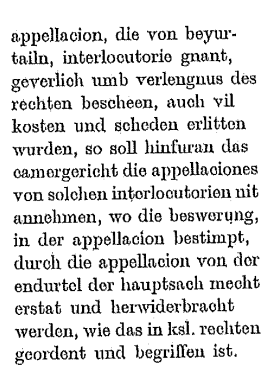 appellacion, die von beyur-
tailn, interlocutorie gnant,
geverlich umb verlengnus des
rechten bescheen, auch vil
kosten und scheden erlitten
wurden, so soll hinfuran das
camergericht die appellaciones
von solchen interlocutorien nit
annehmen, wo die beswerung,
in der appellacion bestimpt,
durch die appellacion von der
endurtel der hauptsach mecht
erstat und herwiderbracht
werden, wie das in ksl. rechten
geordent und begriffen ist.